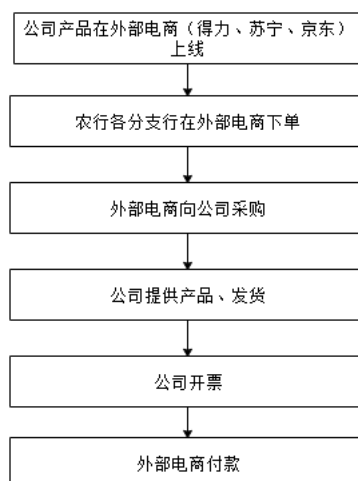 公司产品在外部电商（得力、苏宁、京东）
上线
农行各分支行在外部电商下单
外部电商向公司采购
公司提供产品、发货
公司开票
外部电商付款